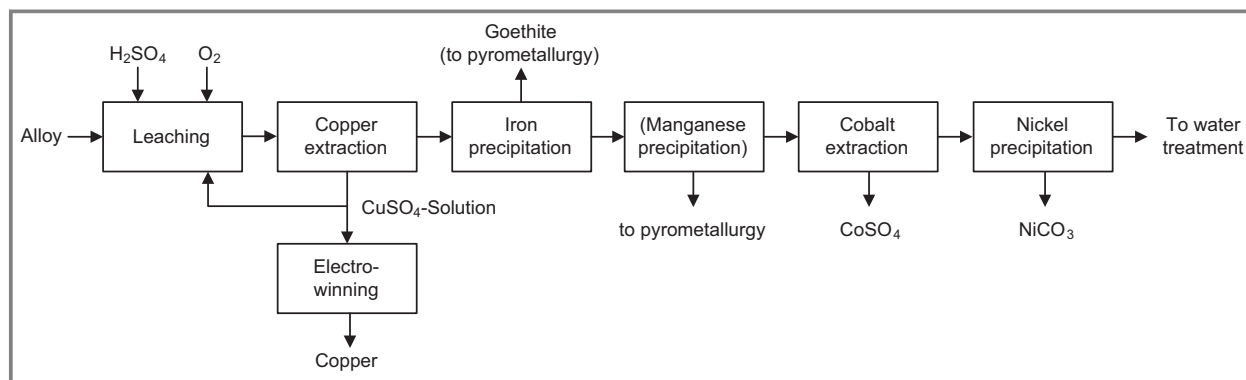 H₂SO₄
O₂
Goethite
(to pyrometallurgy)
Alloy
Leaching
Copper
extraction
Iron
precipitation
(Manganese
precipitation)
Cobalt
extraction
Nickel
precipitation
To water
treatment
CuSO₄-Solution
to pyrometallurgy
CoSO₄
NiCO₃
Electro-
winning
Copper